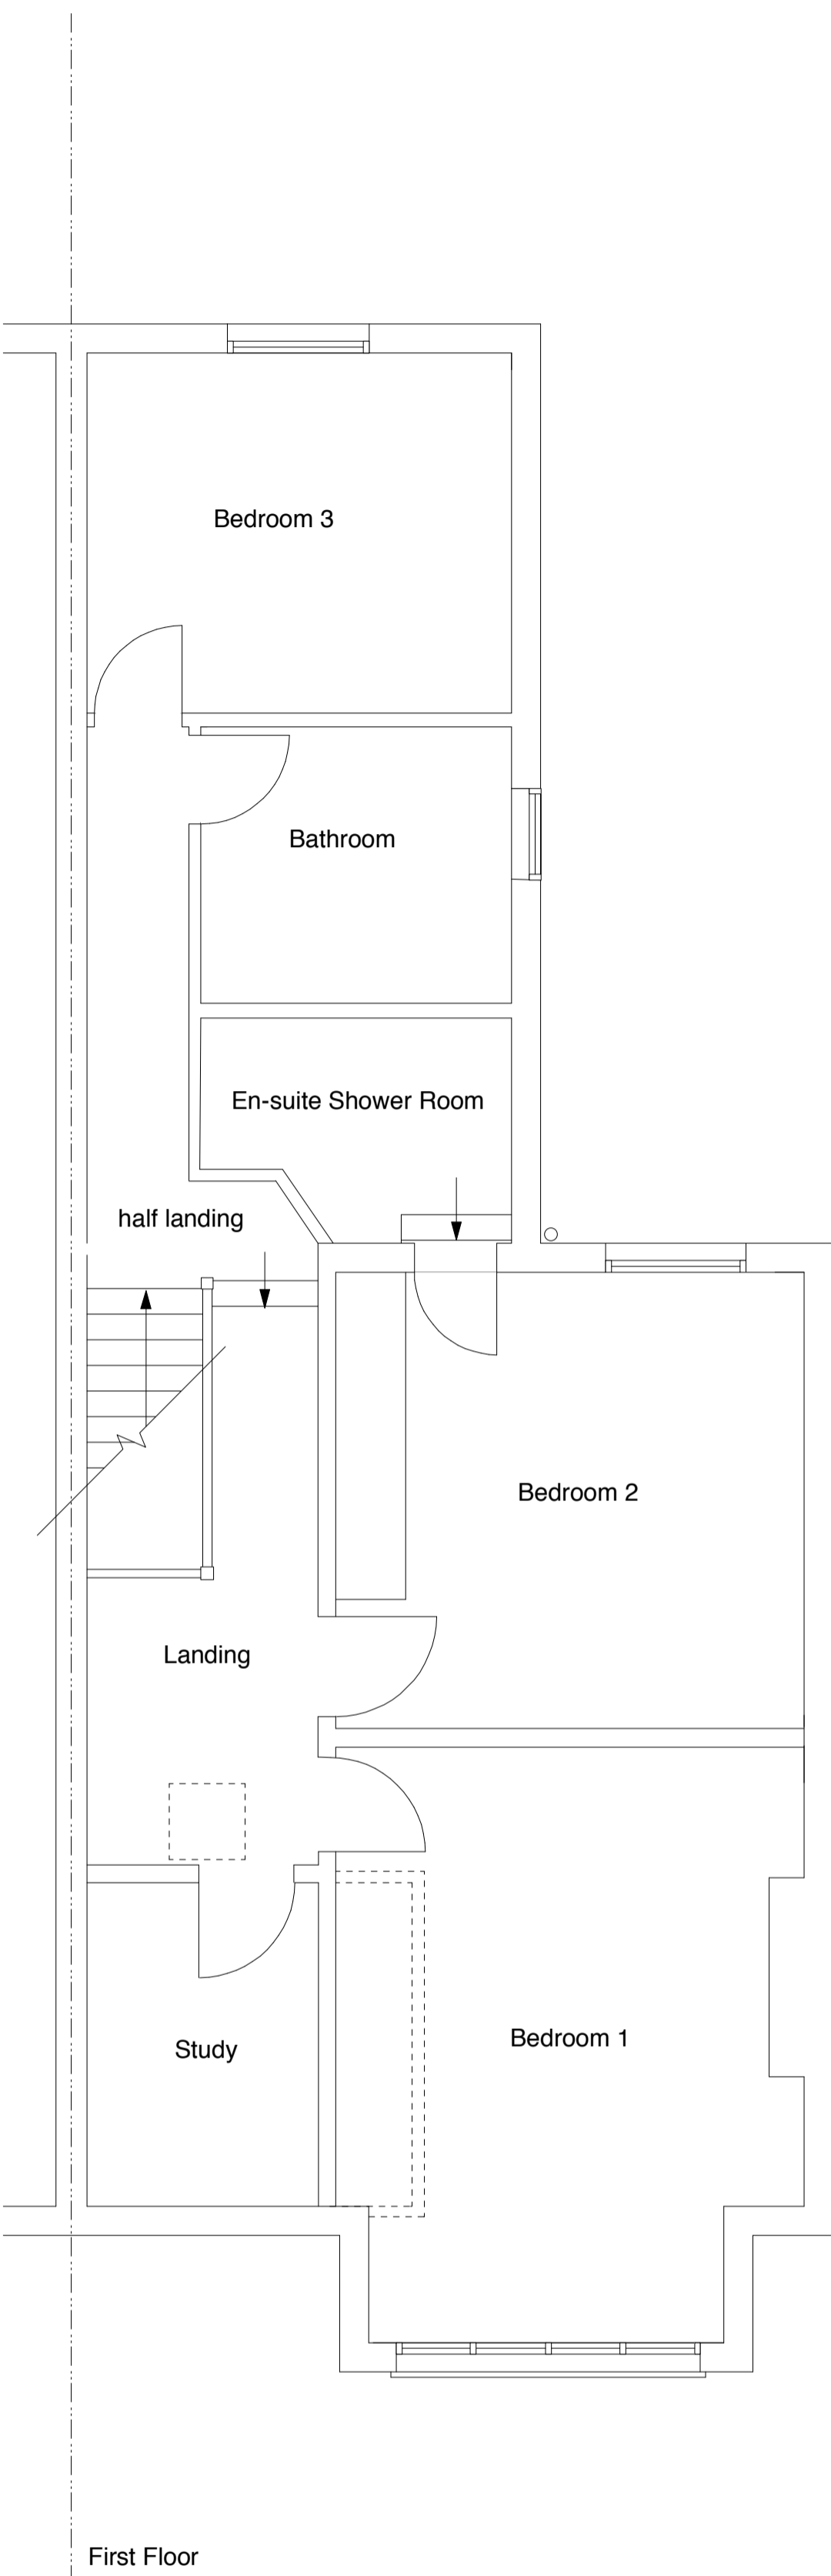 Bedroom 3
Bathroom
En-suite Shower Room
half landing
Bedroom 2
Landing
Bedroom 1
Study
First Floor